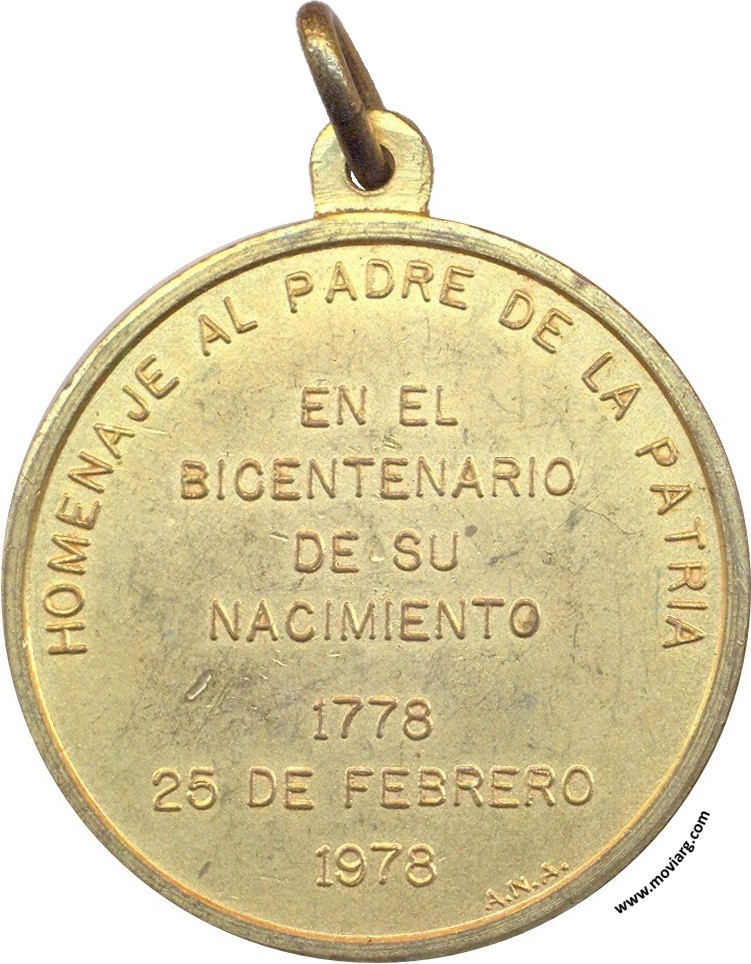 HOMENAJE AL PADRE DE LA PATRIA
EN EL
BICENTENARIO
DE SU
NACIMIENTO
1778
25 DE FEBRERO
1978
A.N.A.
www.moviarg.com